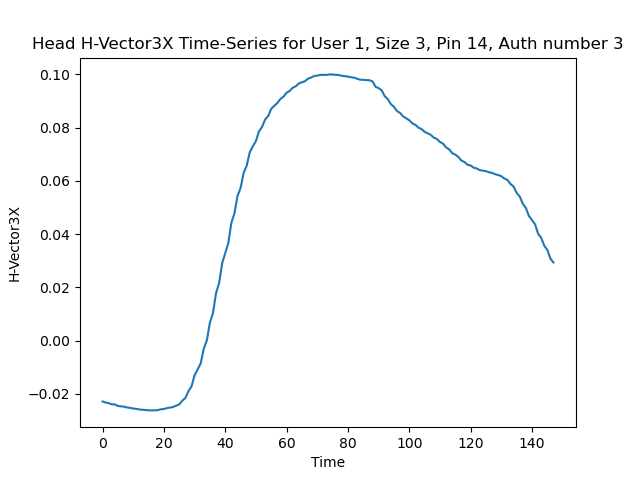 Head H-Vector3X Time-Series for User 1, Size 3, Pin 14, Auth number 3
H-Vector3X
0.10
0.08
0.06
0.04
0.02
0.00
−0.02
0 20 40 60 80 100 120 140
Time